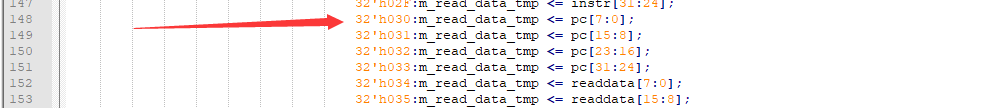 147 32'h02F:m_read_data_tmp <= instr[31:24];
148 32'h030:m_read_data_tmp <= pc[7:0];
149 32'h031:m_read_data_tmp <= pc[15:8];
150 32'h032:m_read_data_tmp <= pc[23:16];
151 32'h033:m_read_data_tmp <= pc[31:24];
152 32'h034:m_read_data_tmp <= readdata[7:0];
153 32'h035:m_read_data_tmp <= readdata[15:8];